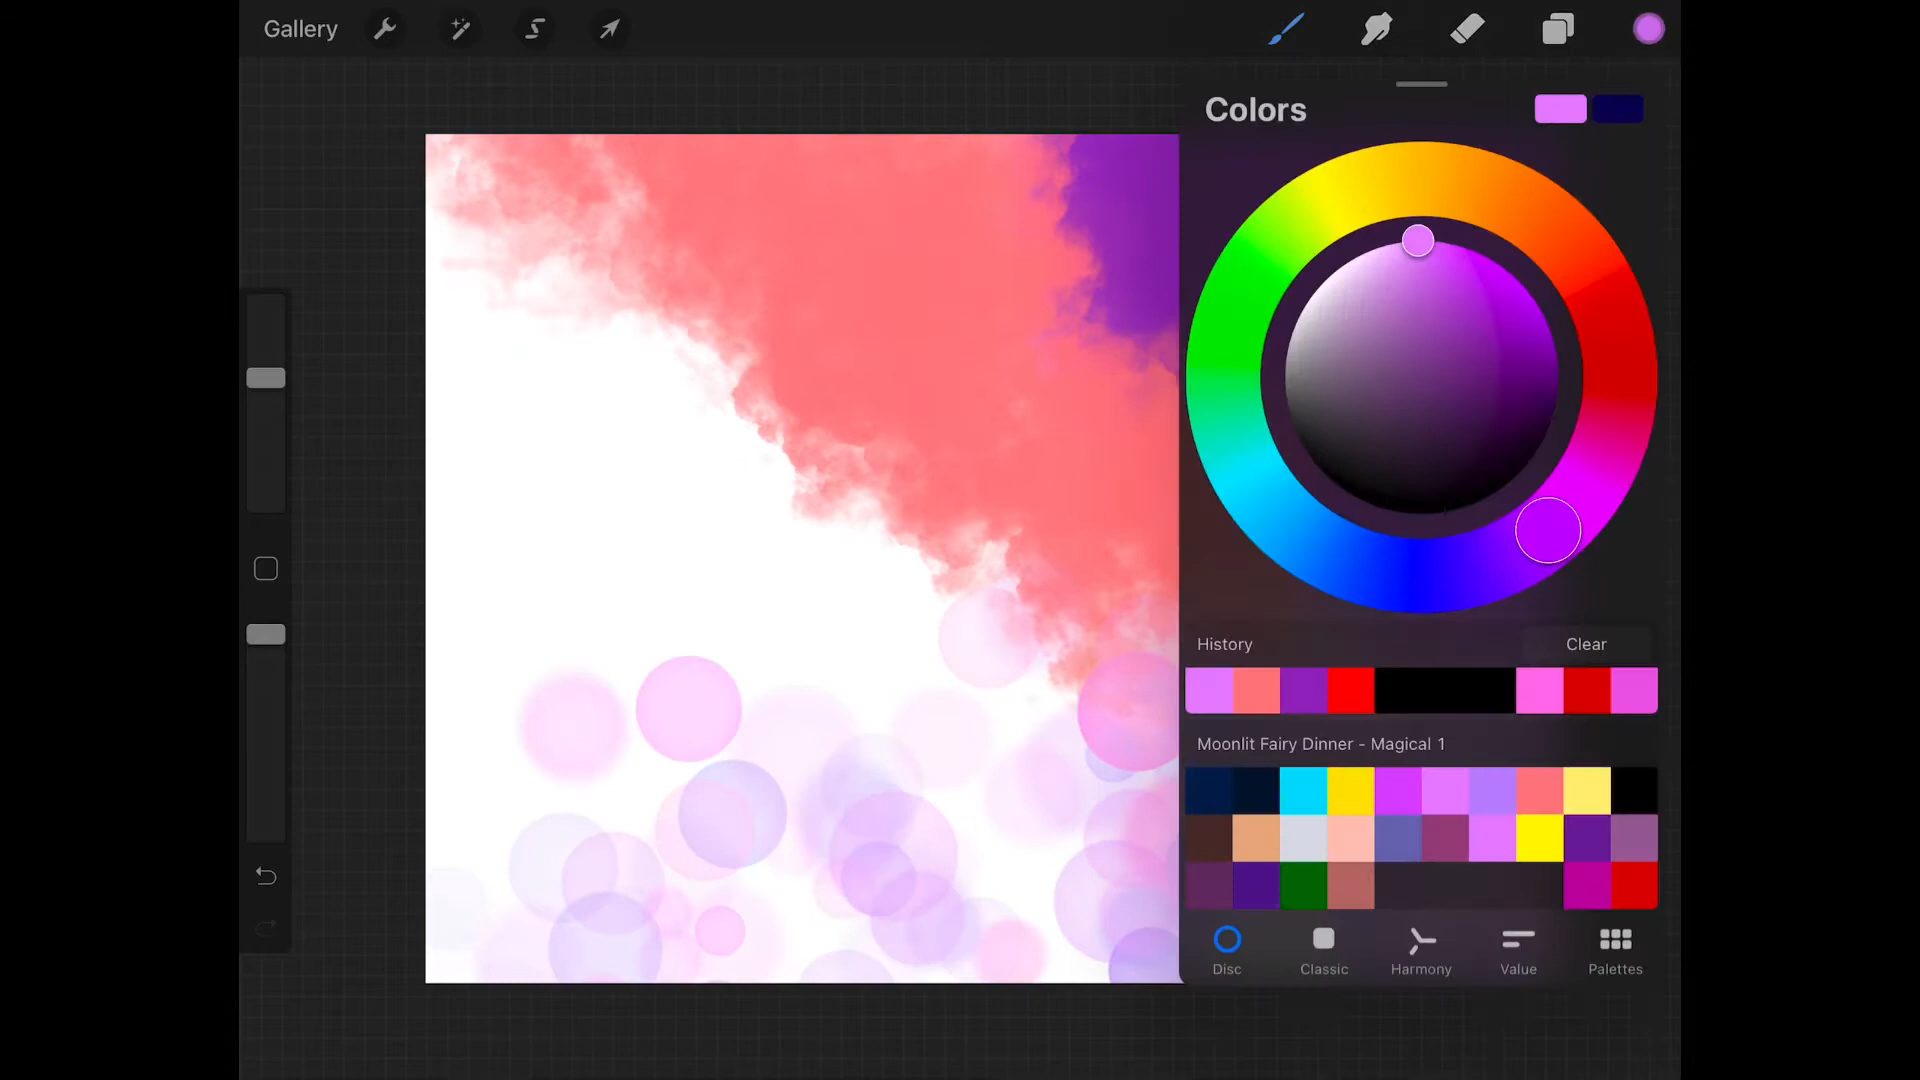 Gallery
Colors
History
Clear
Moonlit Fairy Dinner - Magical 1
Disc
Classic
Harmony
Value
Palettes